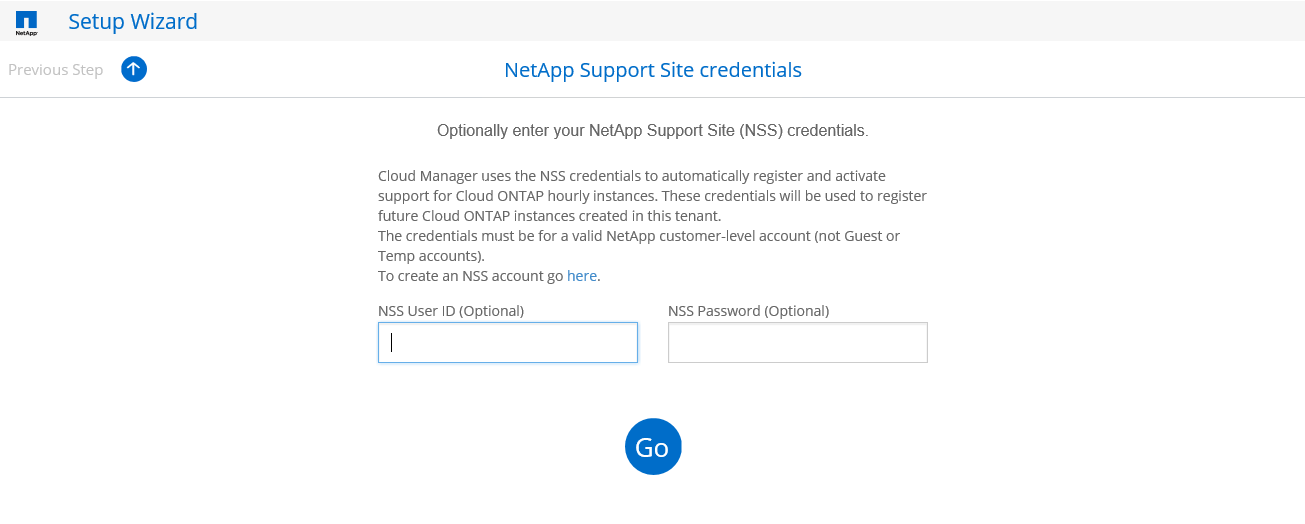 NetApp
Setup Wizard
Previous Step
NetApp Support Site credentials
Optionally enter your NetApp Support Site (NSS) credentials.
Cloud Manager uses the NSS credentials to automatically register and activate
support for Cloud ONTAP hourly instances. These credentials will be used to register
future Cloud ONTAP instances created in this tenant.
The credentials must be for a valid NetApp customer-level account (not Guest or
Temp accounts).
To create an NSS account go here.
NSS User ID (Optional)
NSS Password (Optional)
Go